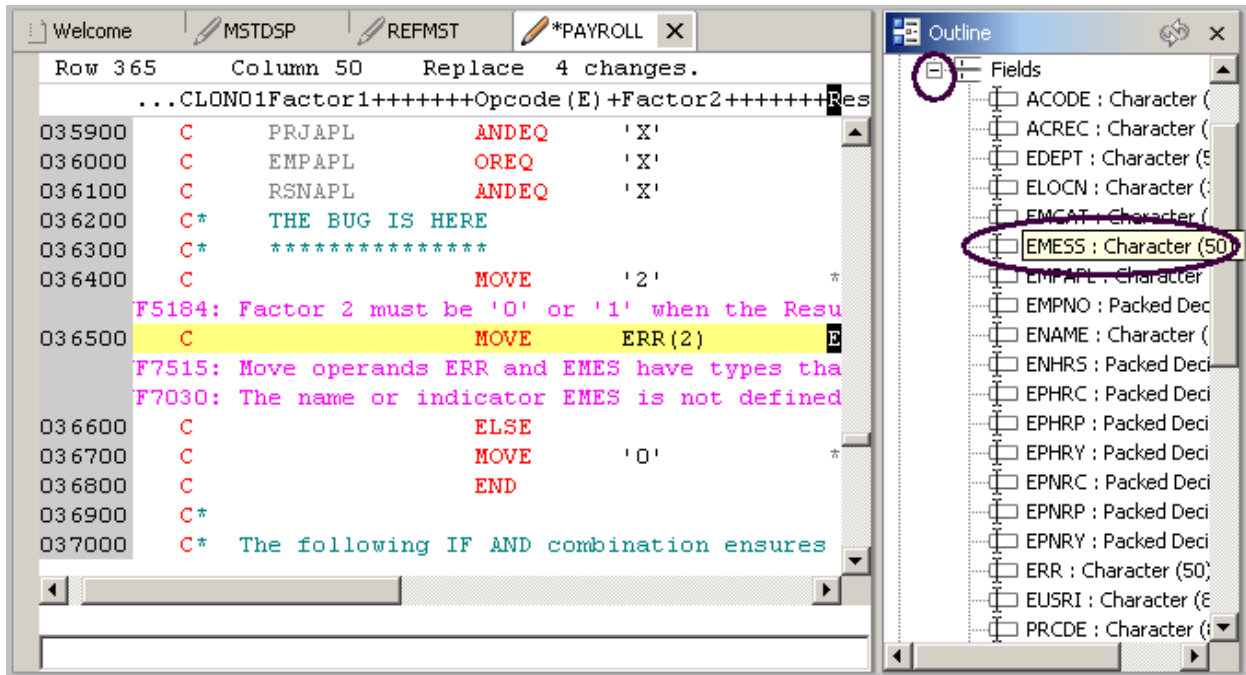 Welcome MSTDSP REFMST *PAYROLL
Row 365 Column 50 Replace 4 changes.
...CLON01Factor1+++++++Opcode(E)+Factor2+++++++Res
035900 C PRJAPL ANDEQ 'X'
036000 C EMPAPL OREQ 'X'
036100 C RSNAPL ANDEQ 'X'
036200 C* THE BUG IS HERE
036300 C* ***************
036400 C MOVE '2' *
F5184: Factor 2 must be '0' or '1' when the Resu
036500 C MOVE ERR(2) E
F7515: Move operands ERR and EMES have types tha
F7030: The name or indicator EMES is not defined
036600 C ELSE
036700 C MOVE '0' *
036800 C END
036900 C*
037000 C* The following IF AND combination ensures
Outline
Fields
ACODE : Character (
ACREC : Character (
EDEPT : Character (5
ELOCN : Character (
EMCAT : Character (
EMESS : Character (50)
EMPAPL : Character
EMPNO : Packed Dec
ENAME : Character (
ENHRS : Packed Deci
EPHRC : Packed Deci
EPHRP : Packed Deci
EPHRY : Packed Deci
EPNRC : Packed Deci
EPNRP : Packed Deci
EPNRY : Packed Deci
ERR : Character (50)
EUSRI : Character (8
PRCDE : Character (